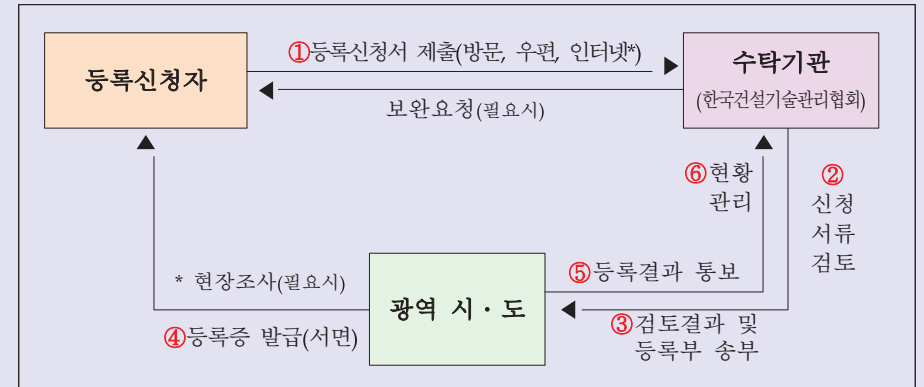 ①등록신청서 제출(방문, 우편, 인터넷*)
등록신청자
수탁기관
(한국건설기술관리협회)
보완요청(필요시)
⑥현황
관리
②
신청
서류
검토
* 현장조사(필요시)
⑤등록결과 통보
광역 시·도
④등록증 발급(서면)
③검토결과 및
등록부 송부